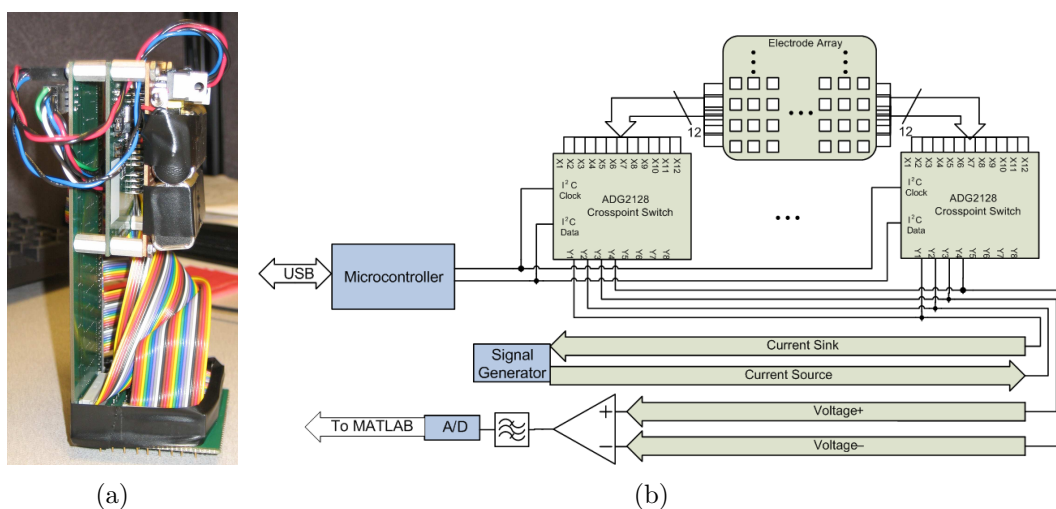 Electrode Array
12
12
X1 X2 X3 X4 X5 X6 X7 X8 X9 X10 X11 X12
I²C Clock
I²C Data
ADG2128
Crosspoint Switch
Y1 Y2 Y3 Y4 Y5 Y6 Y7 Y8
X1 X2 X3 X4 X5 X6 X7 X8 X9 X10 X11 X12
I²C Clock
I²C Data
ADG2128
Crosspoint Switch
Y1 Y2 Y3 Y4 Y5 Y6 Y7 Y8
USB
Microcontroller
Signal
Generator
Current Sink
Current Source
To MATLAB
A/D
+
−
Voltage+
Voltage–
(a)
(b)